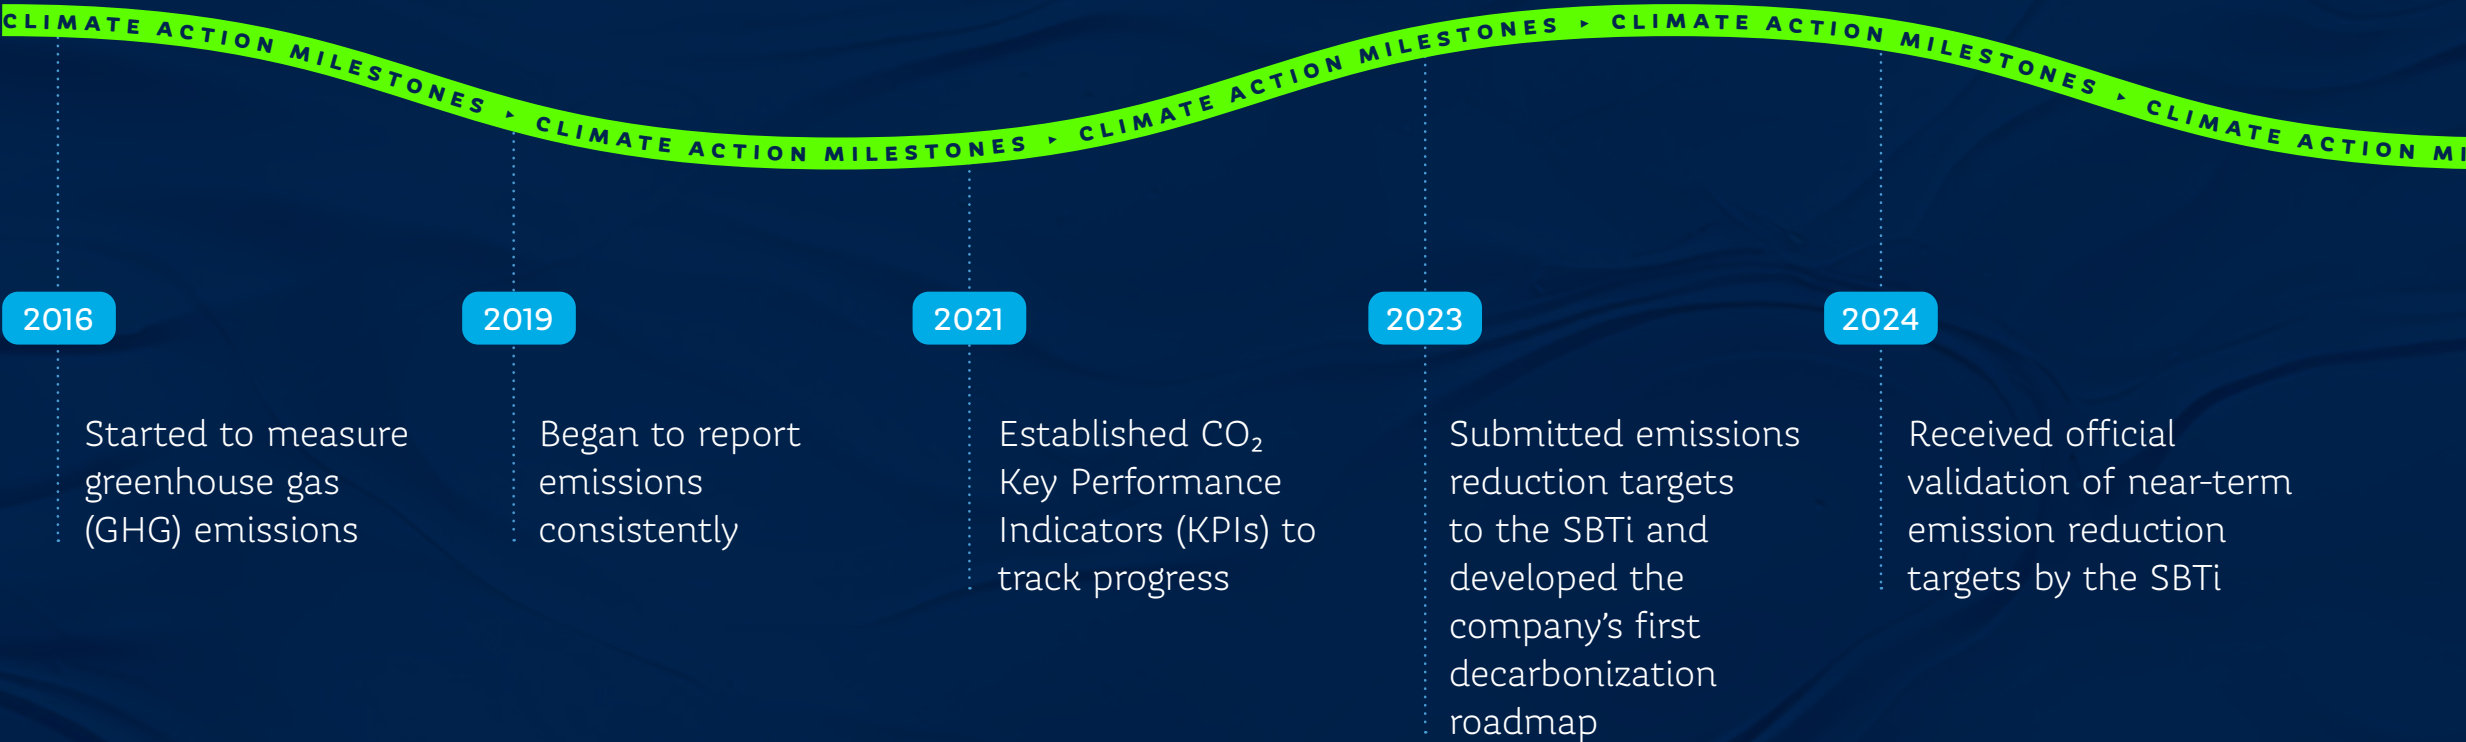 CLIMATE ACTION MILESTONES ▸ CLIMATE ACTION MILESTONES ▸ CLIMATE ACTION MILESTONES ▸ CLIMATE ACTION MILESTONES ▸ CLIMATE ACTION MI
2016
Started to measure
greenhouse gas
(GHG) emissions
2019
Began to report
emissions
consistently
2021
Established CO₂
Key Performance
Indicators (KPIs) to
track progress
2023
Submitted emissions
reduction targets
to the SBTi and
developed the
company’s first
decarbonization
roadmap
2024
Received official
validation of near-term
emission reduction
targets by the SBTi